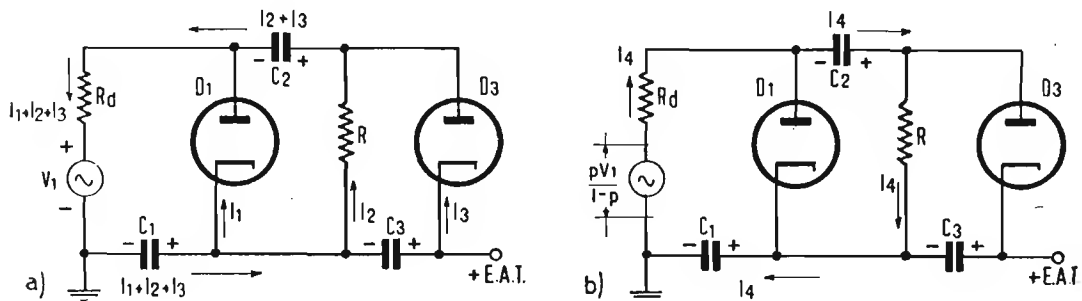 I2+I3
C2
D1
D3
Rd
R
I1+I2+I3
+
V1
-
I1
I2
I3
C1
C3
a)
I1+I2+I3
+ E.A.T.
I4
C2
D1
D3
I4
Rd
R
pV1
1-p
I4
C1
C3
b)
I4
+E.A.T.